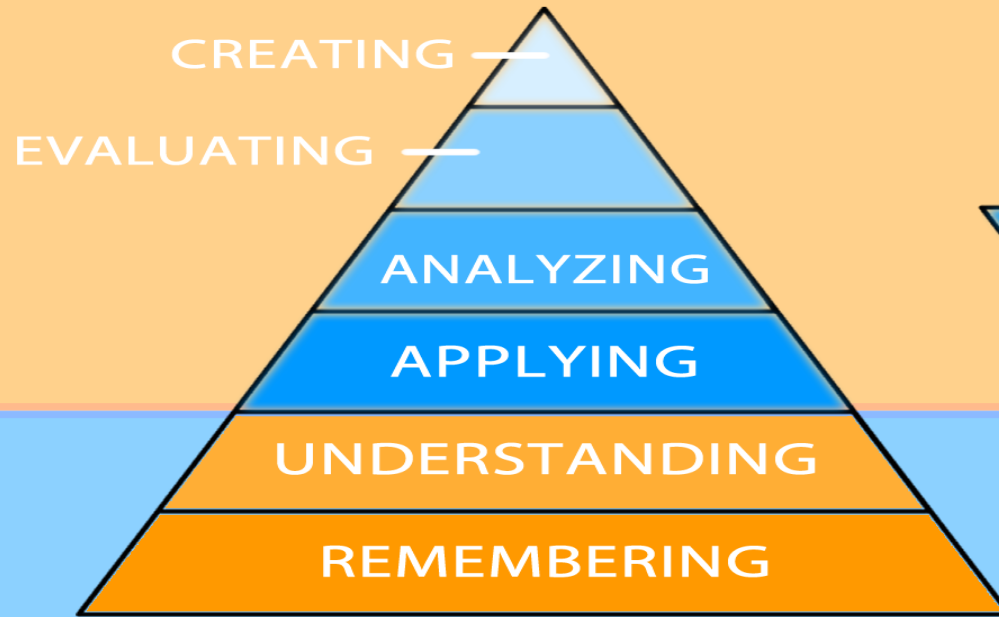 CREATING
EVALUATING
ANALYZING
APPLYING
UNDERSTANDING
REMEMBERING